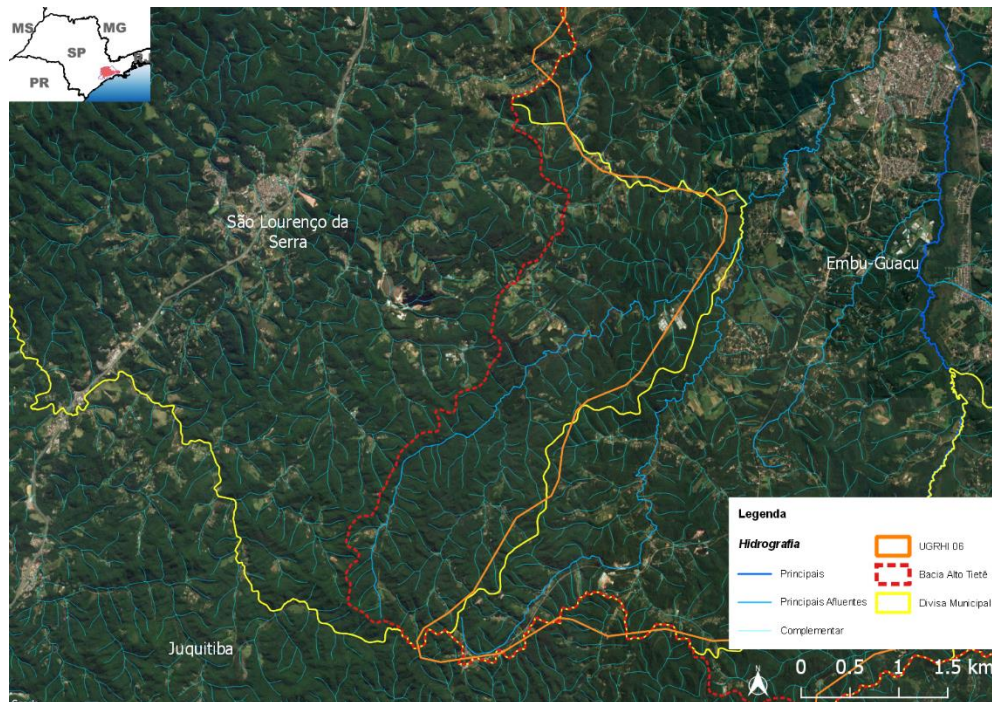 MS
MG
SP
PR
São Lourenço da
Serra
Embu-Guaçu
Juquitiba
Legenda
Hidrografia
Principais
Principais Afluentes
Complementar
UGRHI 06
Bacia Alto Tietê
Divisa Municipal
N
0 0.5 1 1.5 km